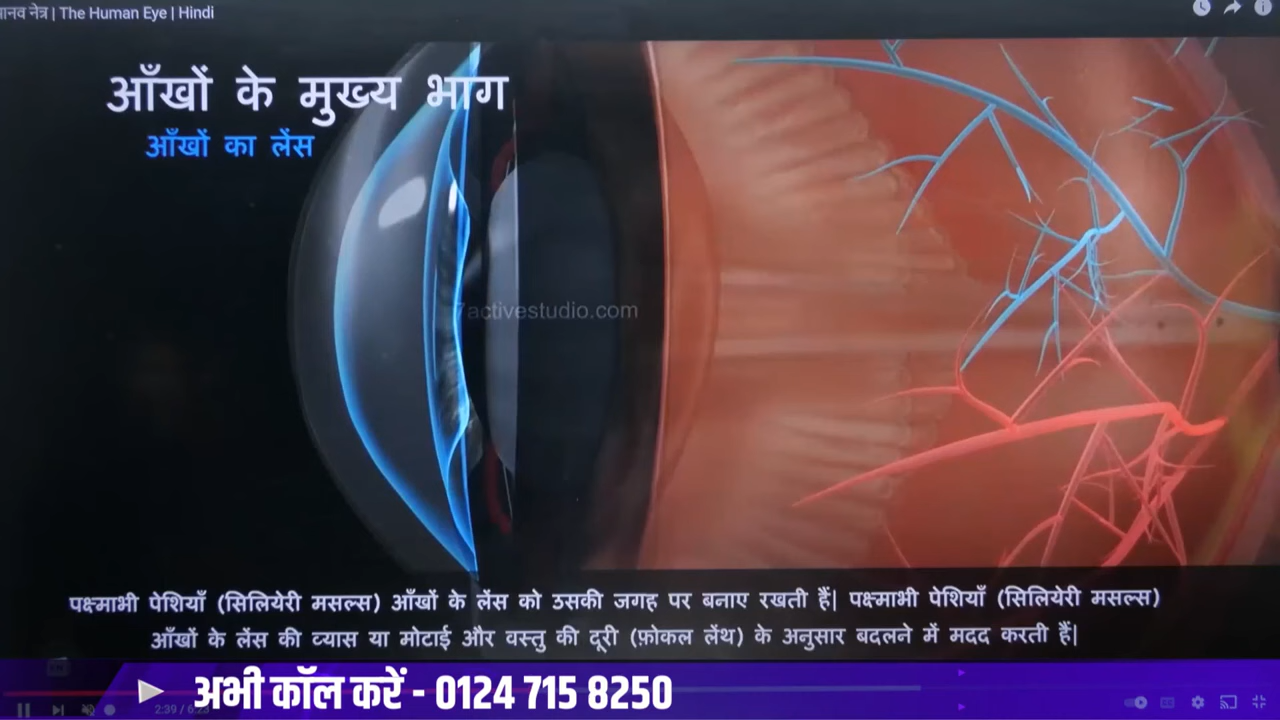 मानव नेत्र | The Human Eye | Hindi
आँखों के मुख्य भाग
आँखों का लेंस
7activestudio.com
पक्ष्माभी पेशियाँ (सिलियेरी मसल्स) आँखों के लेंस को उसकी जगह पर बनाए रखती हैं| पक्ष्माभी पेशियाँ (सिलियेरी मसल्स)
आँखों के लेंस की व्यास या मोटाई और वस्तु की दूरी (फ़ोकल लेंथ) के अनुसार बदलने में मदद करती हैं|
अभी कॉल करें - 0124 715 8250
2:39 / 6:23